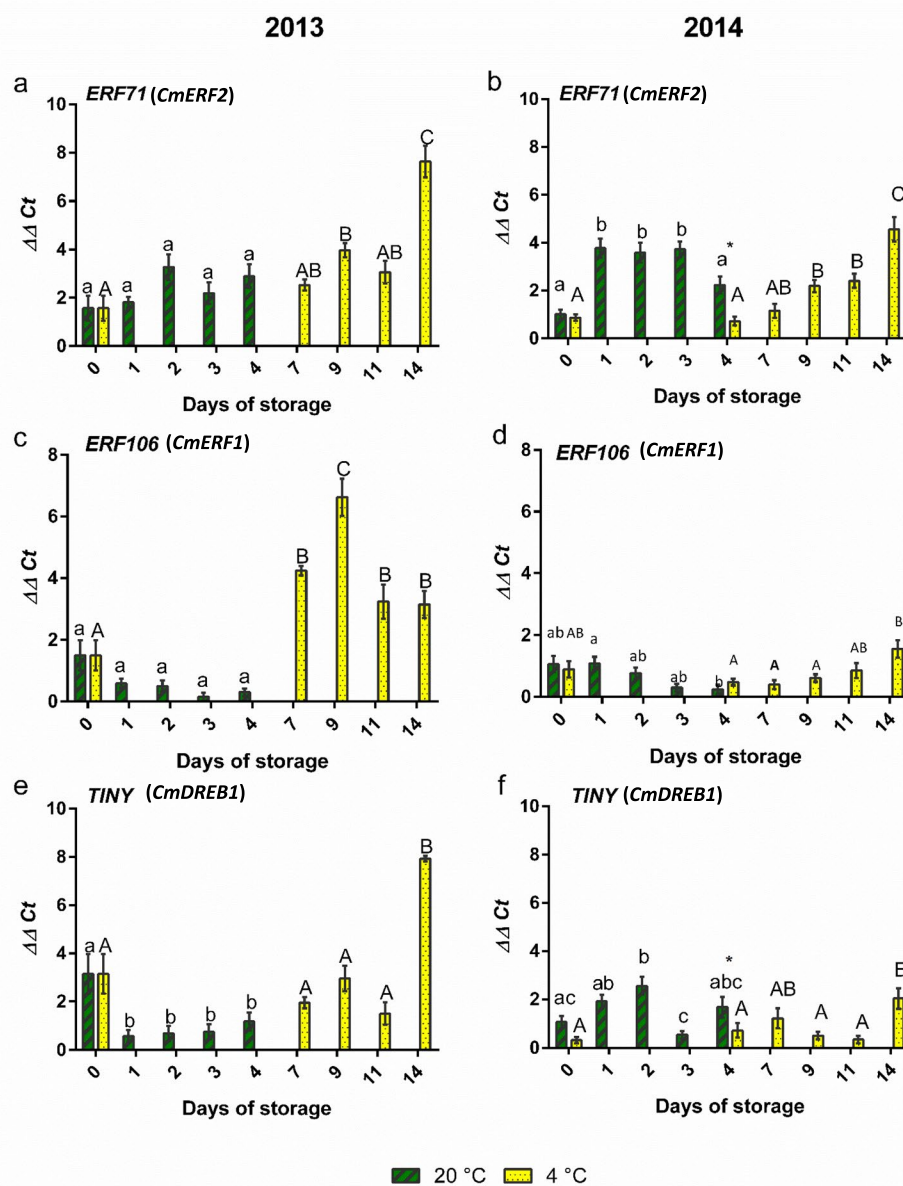 2013 2014
a ERF71 (CmERF2)
10
8
6
4
2
0
ΔΔ Ct
a A a a a a AB B AB C
0 1 2 3 4 7 9 11 14
Days of storage
b ERF71 (CmERF2)
10
8
6
4
2
0
ΔΔ Ct
a A b b b a * A AB B B C
0 1 2 3 4 7 9 11 14
Days of storage
c ERF106 (CmERF1)
8
6
4
2
0
ΔΔ Ct
a A a a a a B C B B
0 1 2 3 4 7 9 11 14
Days of storage
d ERF106 (CmERF1)
8
6
4
2
0
ΔΔ Ct
ab AB a ab ab b A A A AB B
0 1 2 3 4 7 9 11 14
Days of storage
e TINY (CmDREB1)
10
8
6
4
2
0
ΔΔ Ct
a A b b b b A A A B
0 1 2 3 4 7 9 11 14
Days of storage
f TINY (CmDREB1)
10
8
6
4
2
0
ΔΔ Ct
ac A ab b c abc * A AB A A B
0 1 2 3 4 7 9 11 14
Days of storage
20 °C 4 °C